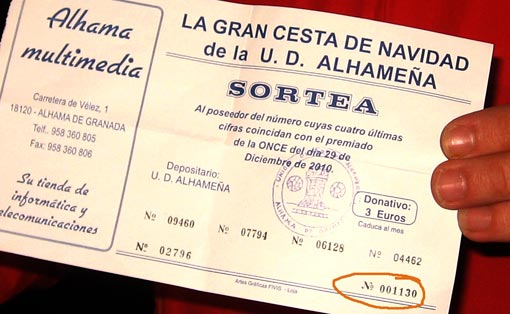 Alhama
multimedia
Carretera de Vélez, 1
18120 - ALHAMA DE GRANADA
Telf.. 958 360 805
Fax. 958 360 806
Su tienda de
informática y
telecomunicaciones
LA GRAN CESTA DE NAVIDAD
de la U. D. ALHAMEÑA
SORTEA
Al poseedor del número cuyas cuatro últimas
cifras coincidan con el premiado
de la ONCE del día 29 de
Diciembre de 2010.
Depositario:
U. D. ALHAMEÑA
Donativo:
3 Euros
Caduca al mes
Nº 09460 Nº 07794 Nº 06128 Nº 04462
Nº 02796
Artes Gráficas FIVIS - Loja
Nº 001130